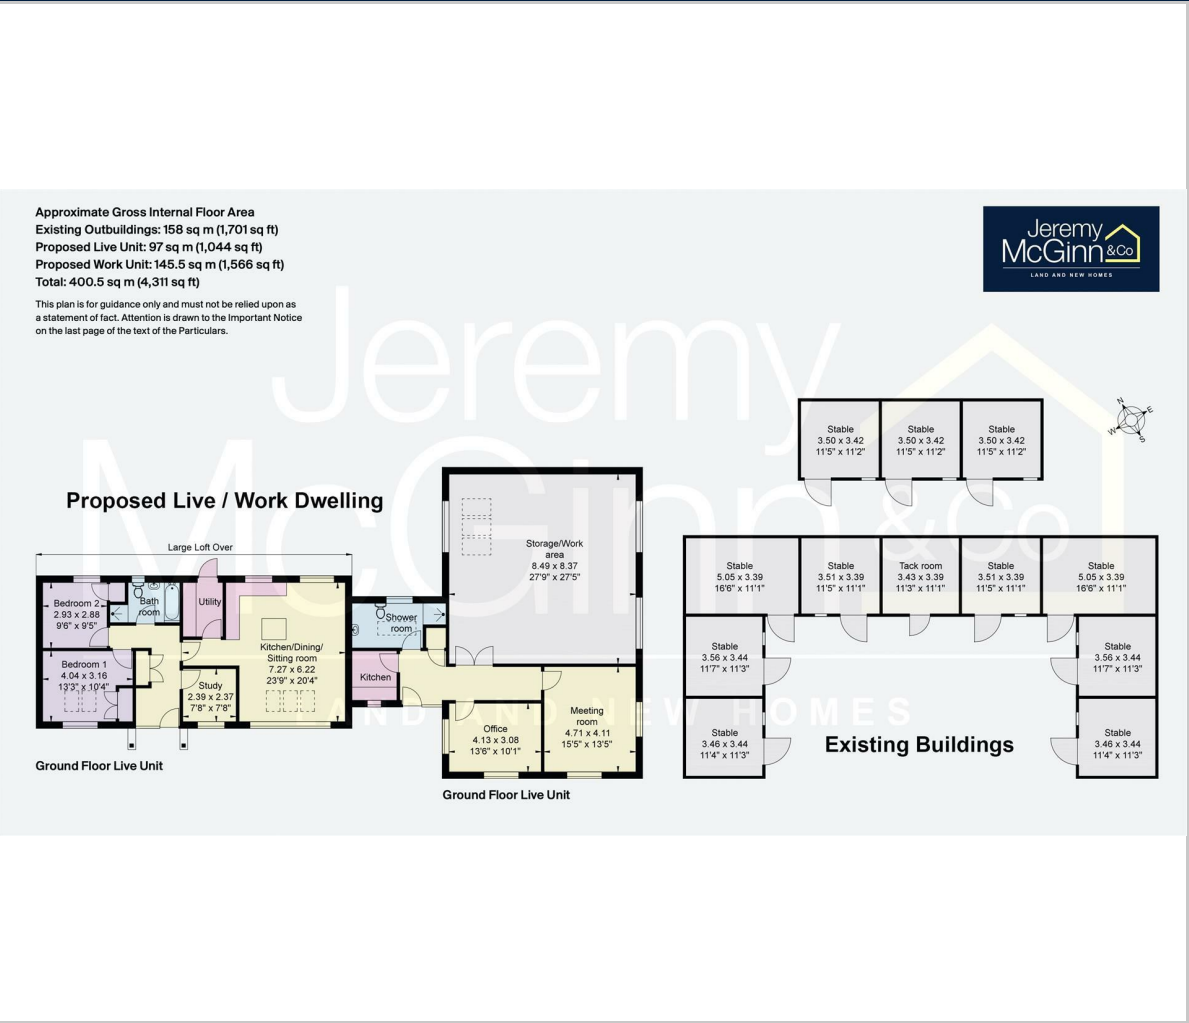 Approximate Gross Internal Floor Area
Existing Outbuildings: 158 sq m (1,701 sq ft)
Proposed Live Unit: 97 sq m (1,044 sq ft)
Proposed Work Unit: 145.5 sq m (1,566 sq ft)
Total: 400.5 sq m (4,311 sq ft)
This plan is for guidance only and must not be relied upon as
a statement of fact. Attention is drawn to the Important Notice
on the last page of the text of the Particulars.
Jeremy
McGinn &Co
LAND AND NEW HOMES
Jeremy
McGinn &Co
LAND AND NEW HOMES
N
E
S
W
Proposed Live / Work Dwelling
Large Loft Over
Bedroom 2
2.93 x 2.88
9'6" x 9'5"
Bath
room
Utility
Bedroom 1
4.04 x 3.16
13'3" x 10'4"
Study
2.39 x 2.37
7'8" x 7'8"
Kitchen/Dining/
Sitting room
7.27 x 6.22
23'9" x 20'4"
Ground Floor Live Unit
Shower
room
Kitchen
Storage/Work
area
8.49 x 8.37
27'9" x 27'5"
Office
4.13 x 3.08
13'6" x 10'1"
Meeting
room
4.71 x 4.11
15'5" x 13'5"
Ground Floor Live Unit
Stable
3.50 x 3.42
11'5" x 11'2"
Stable
3.50 x 3.42
11'5" x 11'2"
Stable
3.50 x 3.42
11'5" x 11'2"
Stable
5.05 x 3.39
16'6" x 11'1"
Stable
3.51 x 3.39
11'5" x 11'1"
Tack room
3.43 x 3.39
11'3" x 11'1"
Stable
3.51 x 3.39
11'5" x 11'1"
Stable
5.05 x 3.39
16'6" x 11'1"
Stable
3.56 x 3.44
11'7" x 11'3"
Stable
3.56 x 3.44
11'7" x 11'3"
Stable
3.46 x 3.44
11'4" x 11'3"
Stable
3.46 x 3.44
11'4" x 11'3"
Existing Buildings